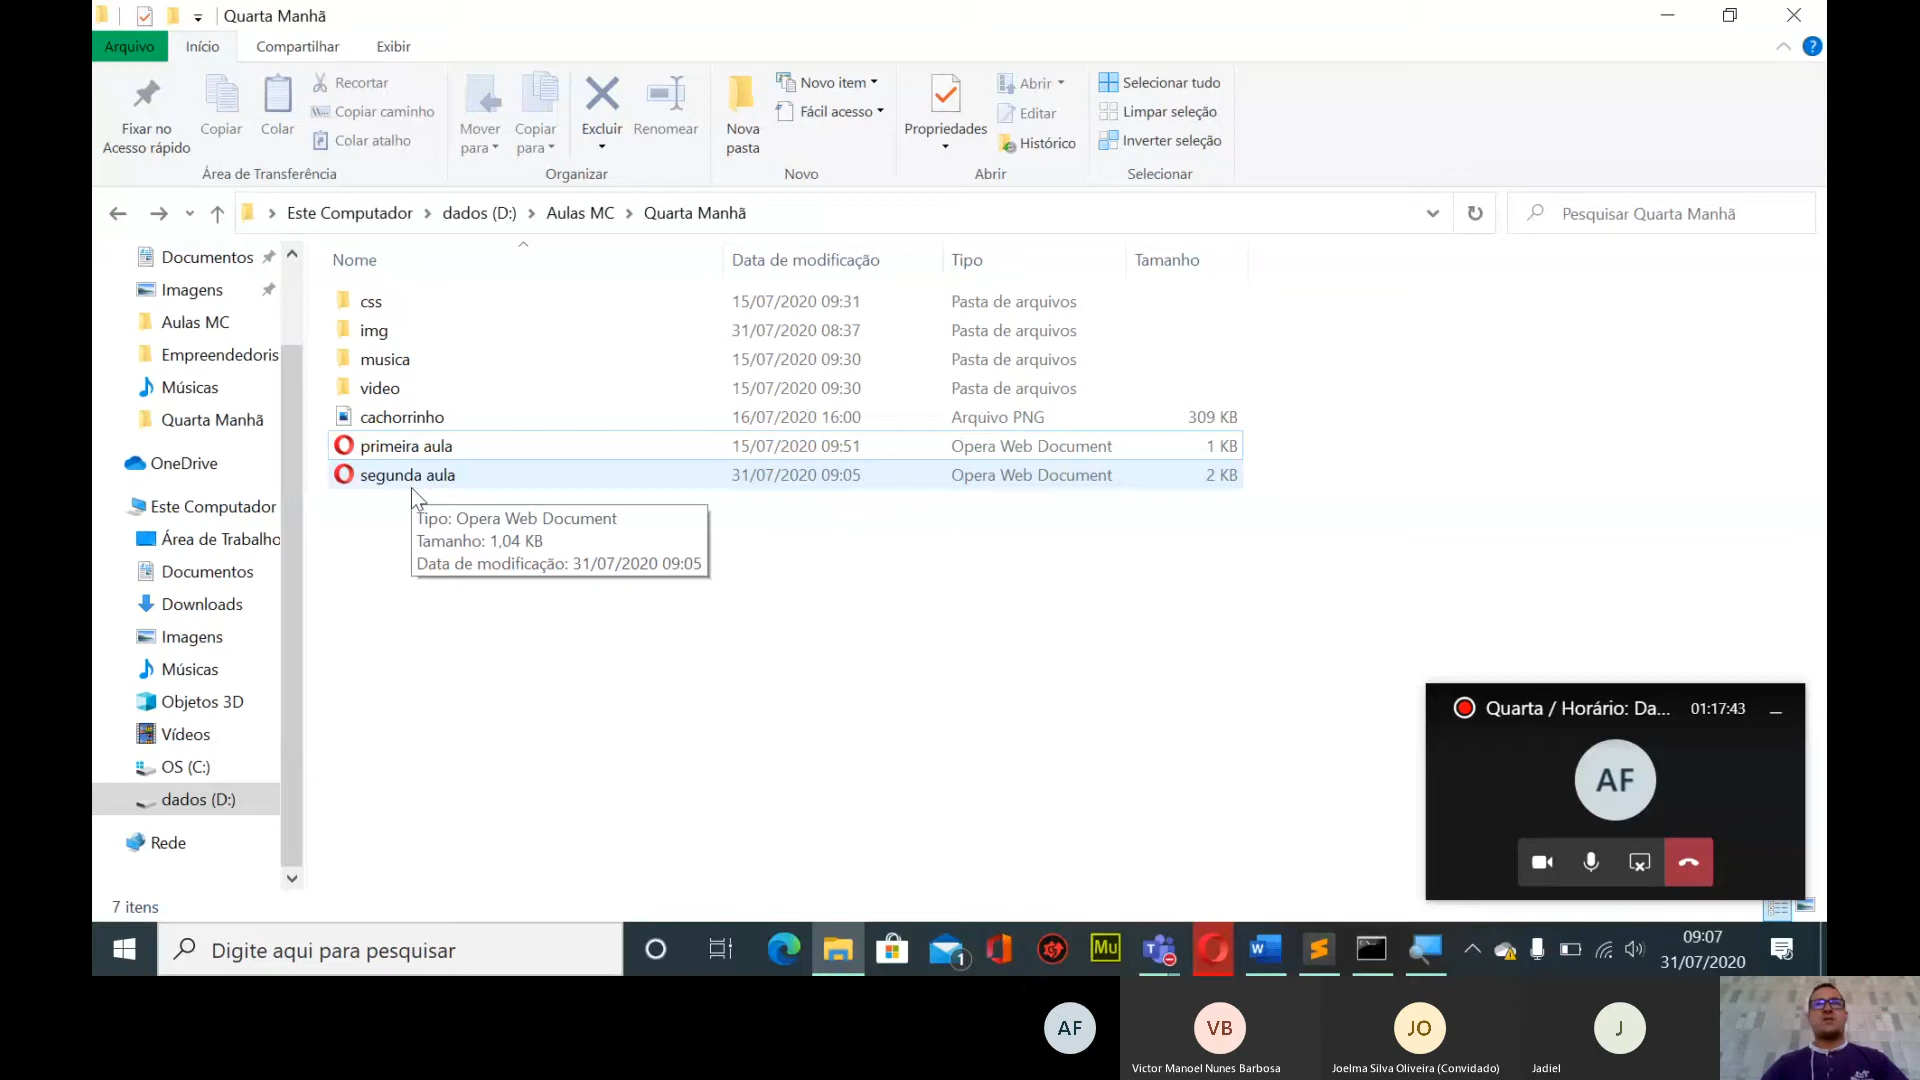 Quarta Manhã
Arquivo Início Compartilhar Exibir
Fixar no
Acesso rápido
Copiar
Colar
Recortar
Copiar caminho
Colar atalho
Área de Transferência
Mover
para
Copiar
para
Excluir
Renomear
Organizar
Nova
pasta
Novo item
Fácil acesso
Novo
Propriedades
Abrir
Editar
Histórico
Abrir
Selecionar tudo
Limpar seleção
Inverter seleção
Selecionar
Este Computador dados (D:) Aulas MC Quarta Manhã
Pesquisar Quarta Manhã
Documentos
Imagens
Aulas MC
Empreendedoris
Músicas
Quarta Manhã
OneDrive
Este Computador
Área de Trabalho
Documentos
Downloads
Imagens
Músicas
Objetos 3D
Vídeos
OS (C:)
dados (D:)
Rede
Nome Data de modificação Tipo Tamanho
css 15/07/2020 09:31 Pasta de arquivos
img 31/07/2020 08:37 Pasta de arquivos
musica 15/07/2020 09:30 Pasta de arquivos
video 15/07/2020 09:30 Pasta de arquivos
cachorrinho 16/07/2020 16:00 Arquivo PNG 309 KB
primeira aula 15/07/2020 09:51 Opera Web Document 1 KB
segunda aula 31/07/2020 09:05 Opera Web Document 2 KB
Tipo: Opera Web Document
Tamanho: 1,04 KB
Data de modificação: 31/07/2020 09:05
Quarta / Horário: Da... 01:17:43
AF
7 itens
Digite aqui para pesquisar
1
Mu
09:07
31/07/2020
AF
VB
JO
J
Victor Manoel Nunes Barbosa
Joelma Silva Oliveira (Convidado)
Jadiel